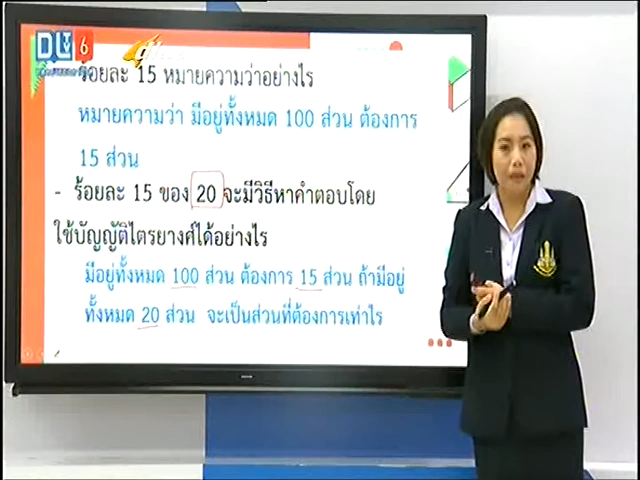 DLTV 6
ร้อยละ 15 หมายความว่าอย่างไร
หมายความว่า มีอยู่ทั้งหมด 100 ส่วน ต้องการ
15 ส่วน
- ร้อยละ 15 ของ 20 จะมีวิธีหาคำตอบโดย
ใช้บัญญัติไตรยางศ์ได้อย่างไร
มีอยู่ทั้งหมด 100 ส่วน ต้องการ 15 ส่วน ถ้ามีอยู่
ทั้งหมด 20 ส่วน จะเป็นส่วนที่ต้องการเท่าไร